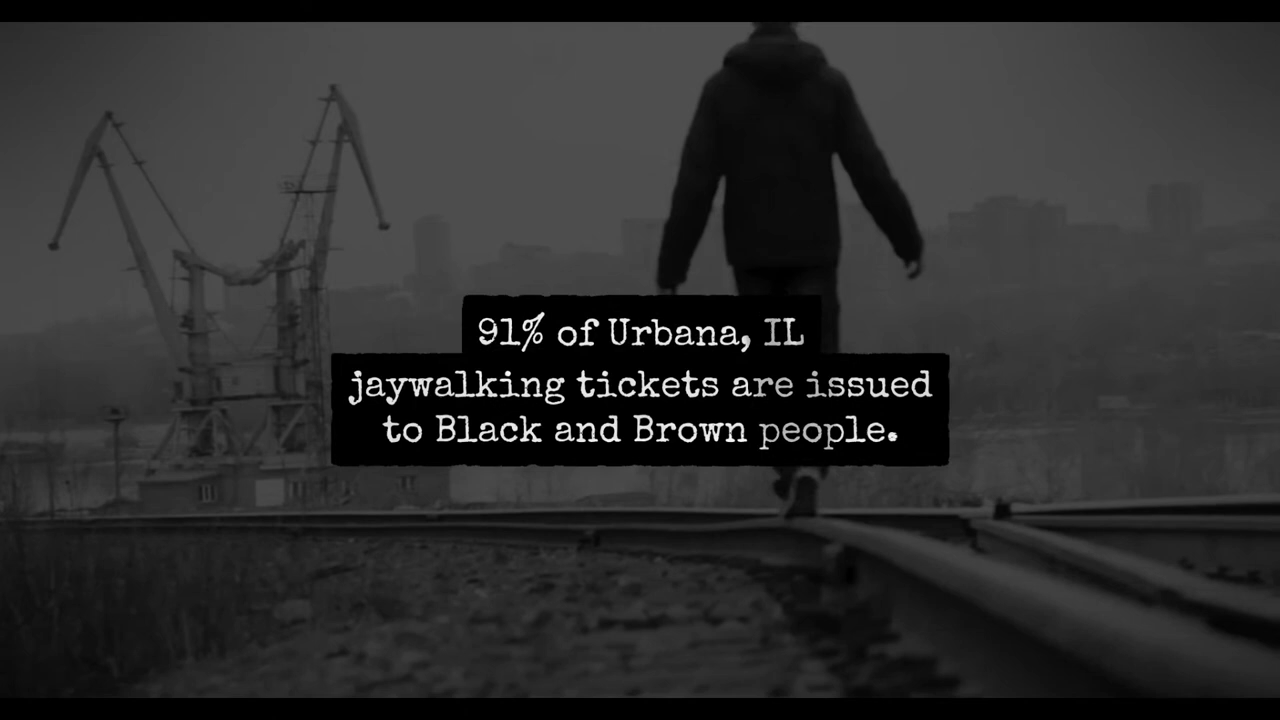 91% of Urbana, IL
jaywalking tickets are issued
to Black and Brown people.